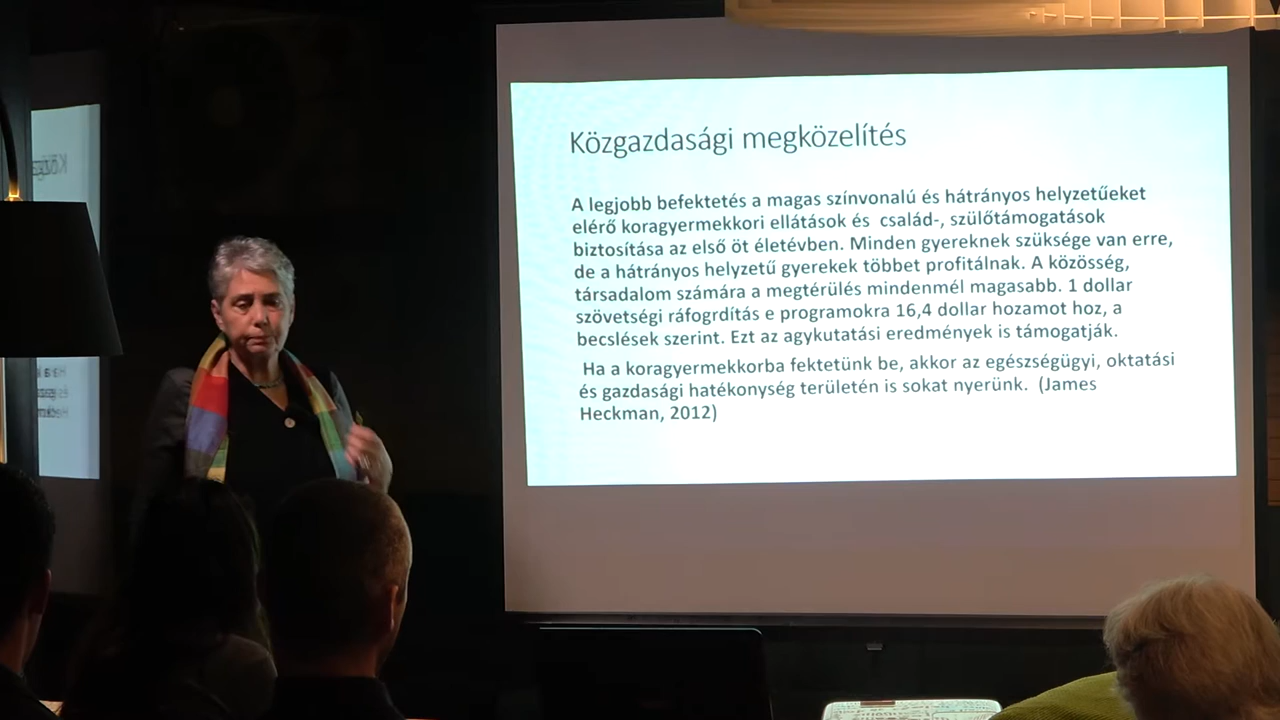 Közgazdasági megközelítés
A legjobb befektetés a magas színvonalú és hátrányos helyzetűeket
elérő koragyermekkori ellátások és család-, szülőtámogatások
biztosítása az első öt életévben. Minden gyereknek szüksége van erre,
de a hátrányos helyzetű gyerekek többet profitálnak. A közösség,
társadalom számára a megtérülés mindenmél magasabb. 1 dollar
szövetségi ráfogrdítás e programokra 16,4 dollar hozamot hoz, a
becslések szerint. Ezt az agykutatási eredmények is támogatják.
Ha a koragyermekkorba fektetünk be, akkor az egészségügyi, oktatási
és gazdasági hatékonység területén is sokat nyerünk. (James
Heckman, 2012)